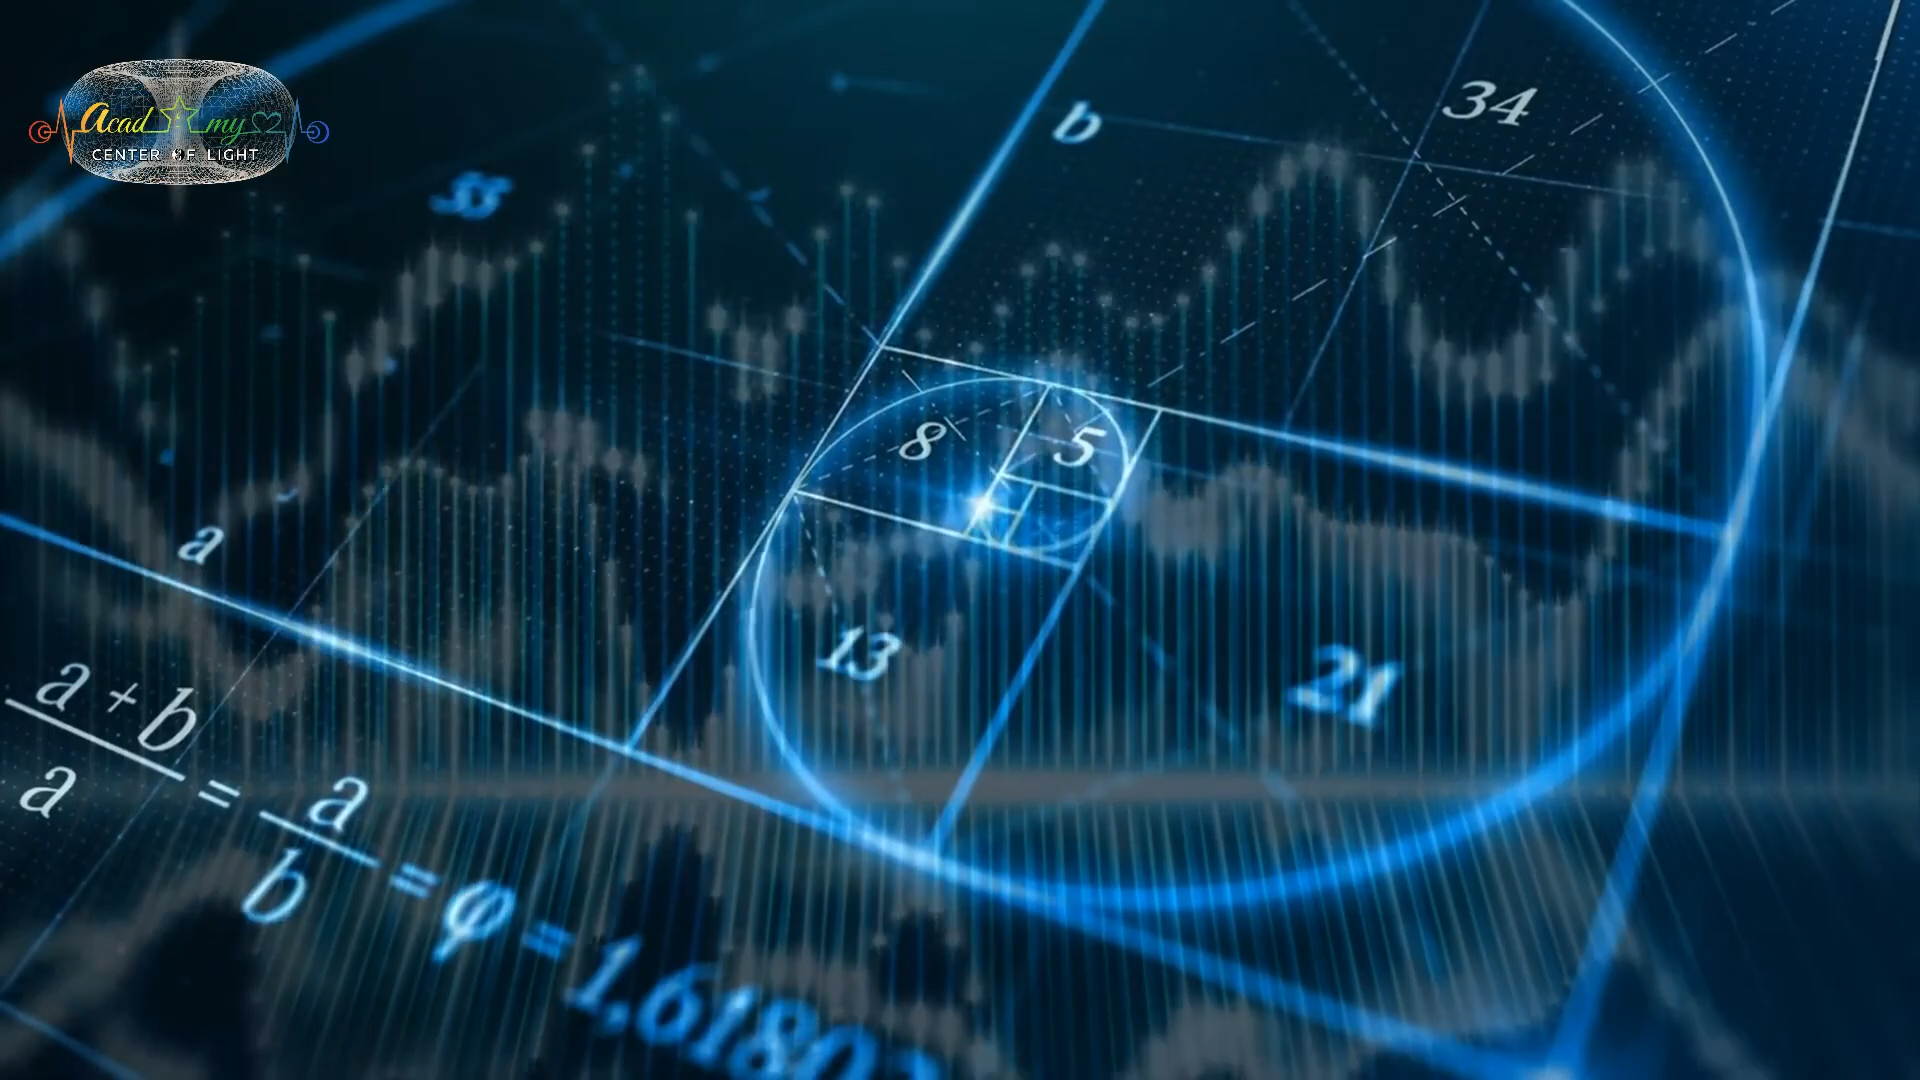 Acad☆my
CENTER OF LIGHT
b
34
55
8
5
a
13
21
a + b
a
=
a
b
= φ = 1,6180